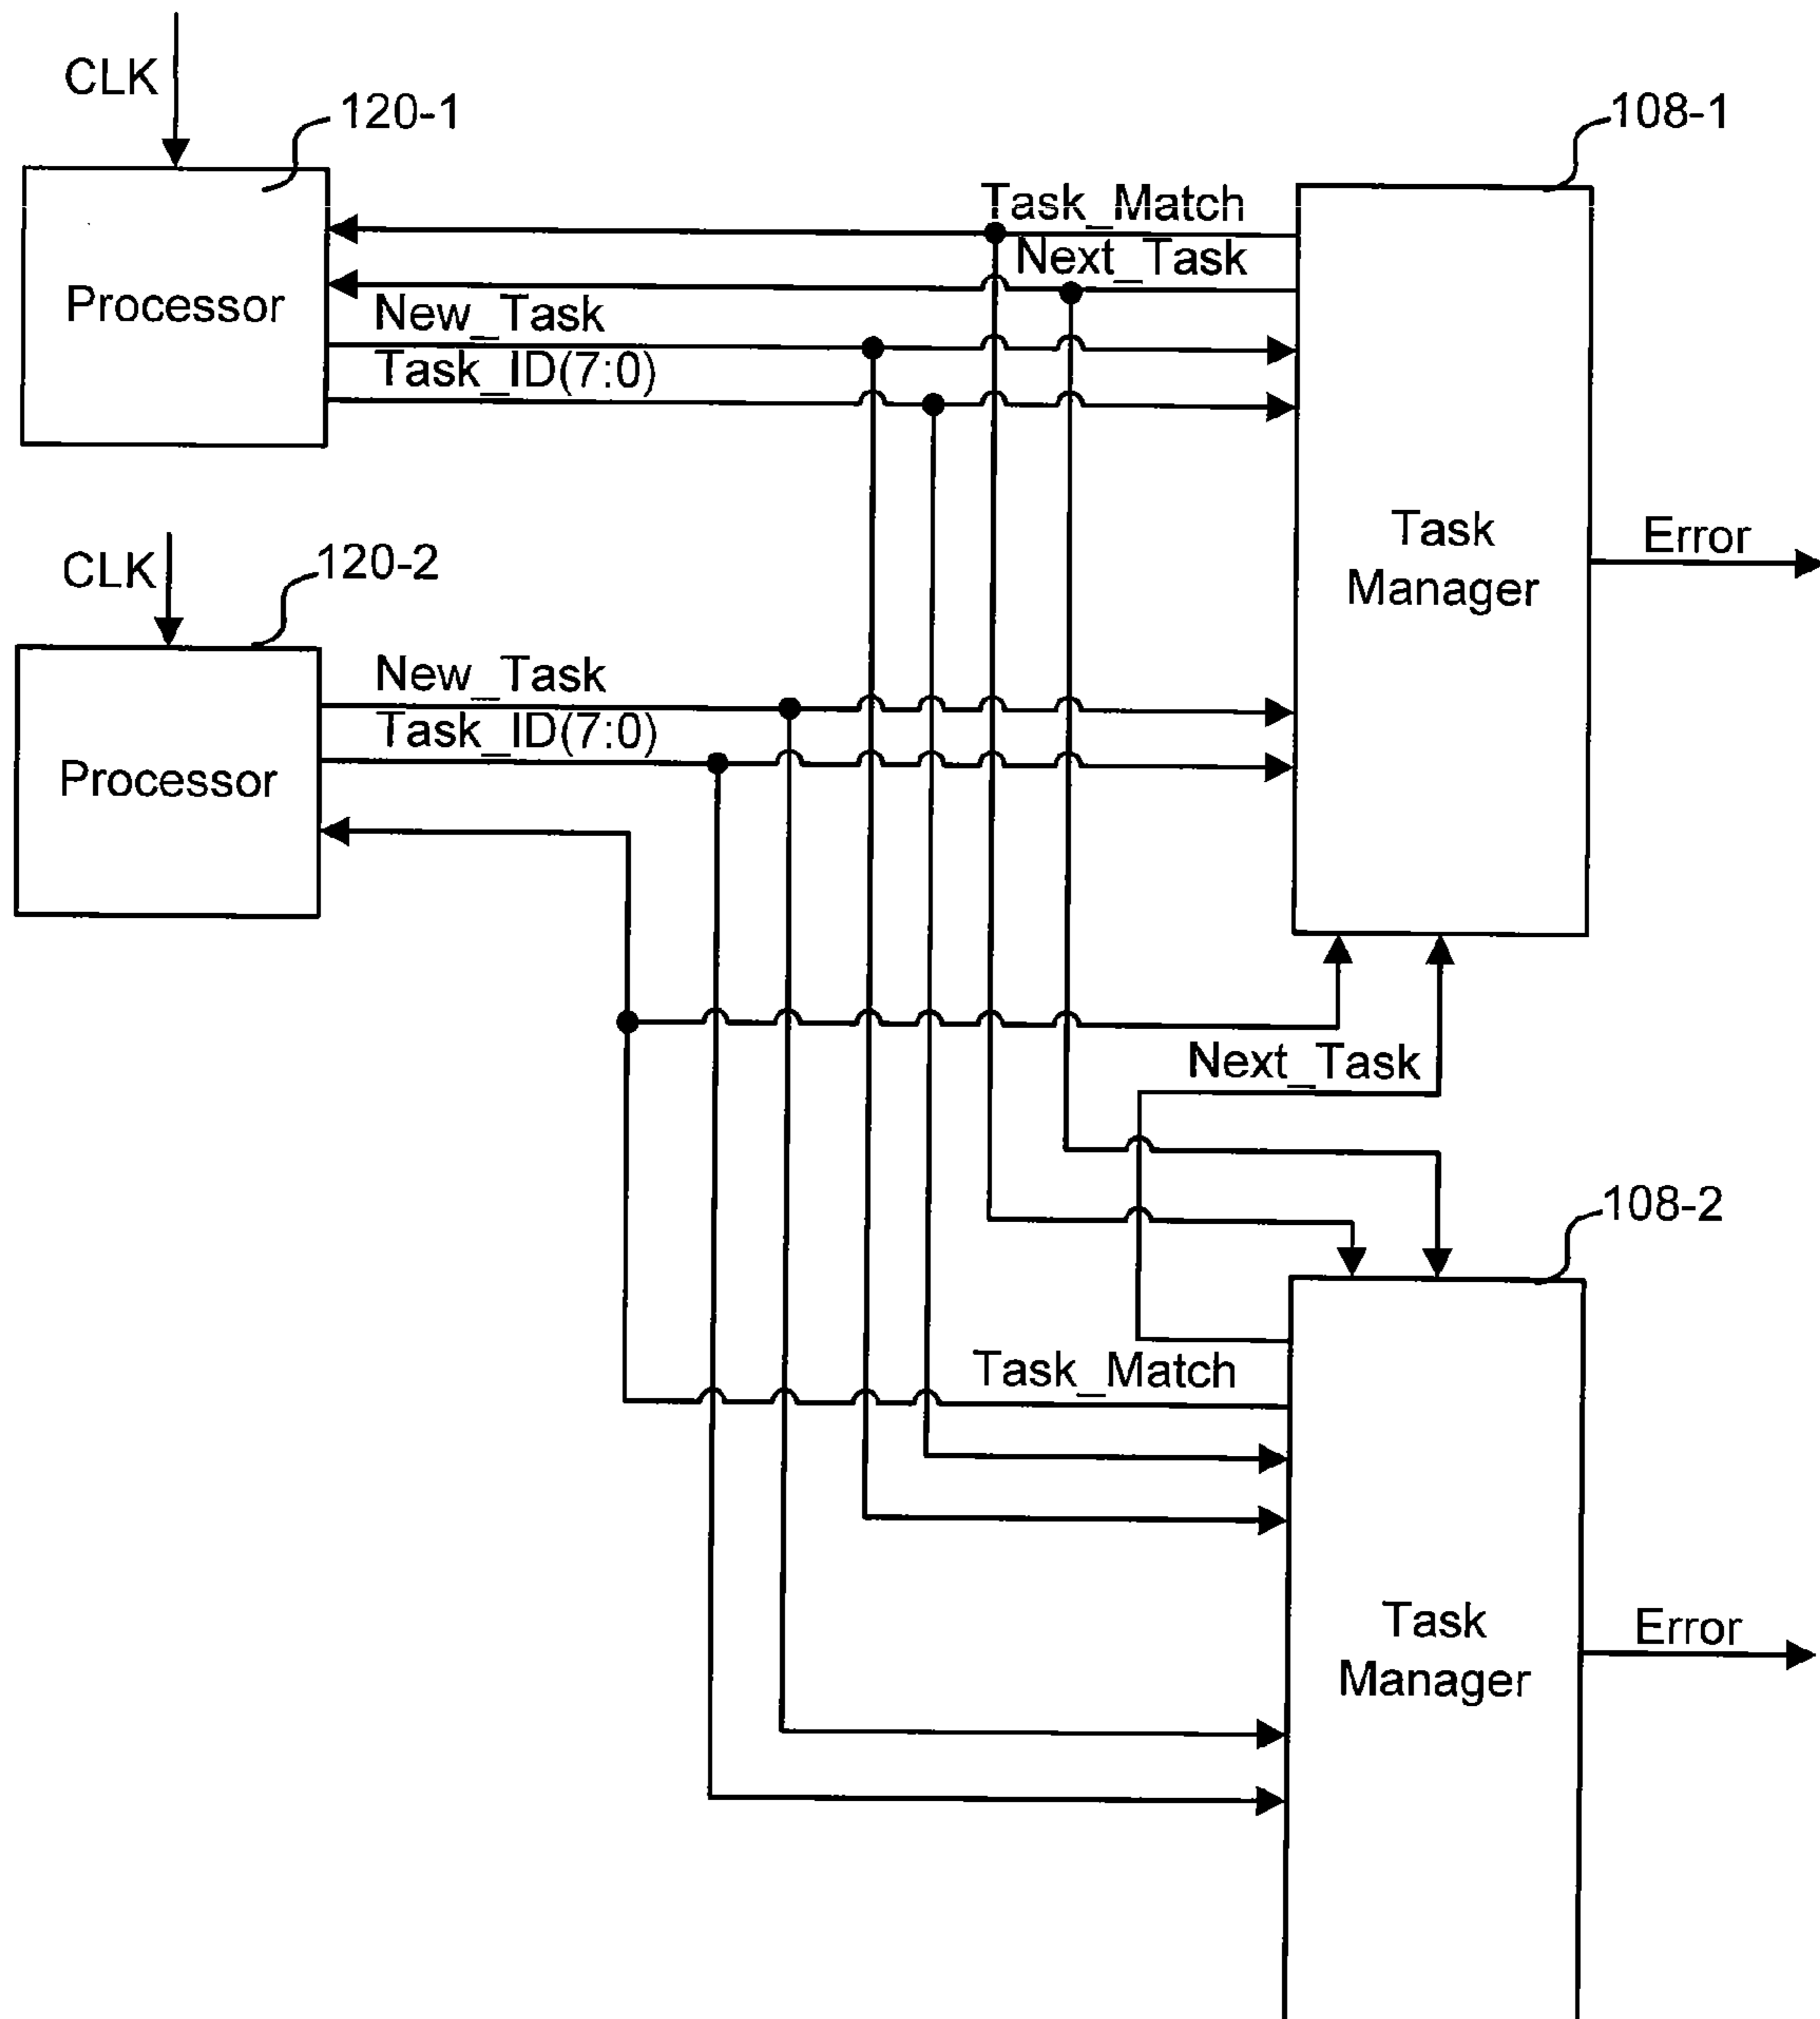 CLK
120-1
108-1
Task_Match
Next_Task
Processor
New_Task
Task_ID(7:0)
Task
Manager
Error
CLK
120-2
New_Task
Task_ID(7:0)
Processor
Next_Task
108-2
Task_Match
Task
Manager
Error